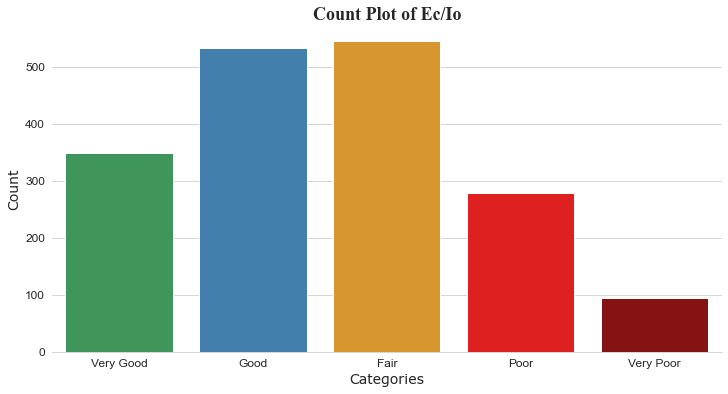 Count Plot of Ec/Io
500
400
300
200
100
0
Count
Very Good Good Fair Poor Very Poor
Categories